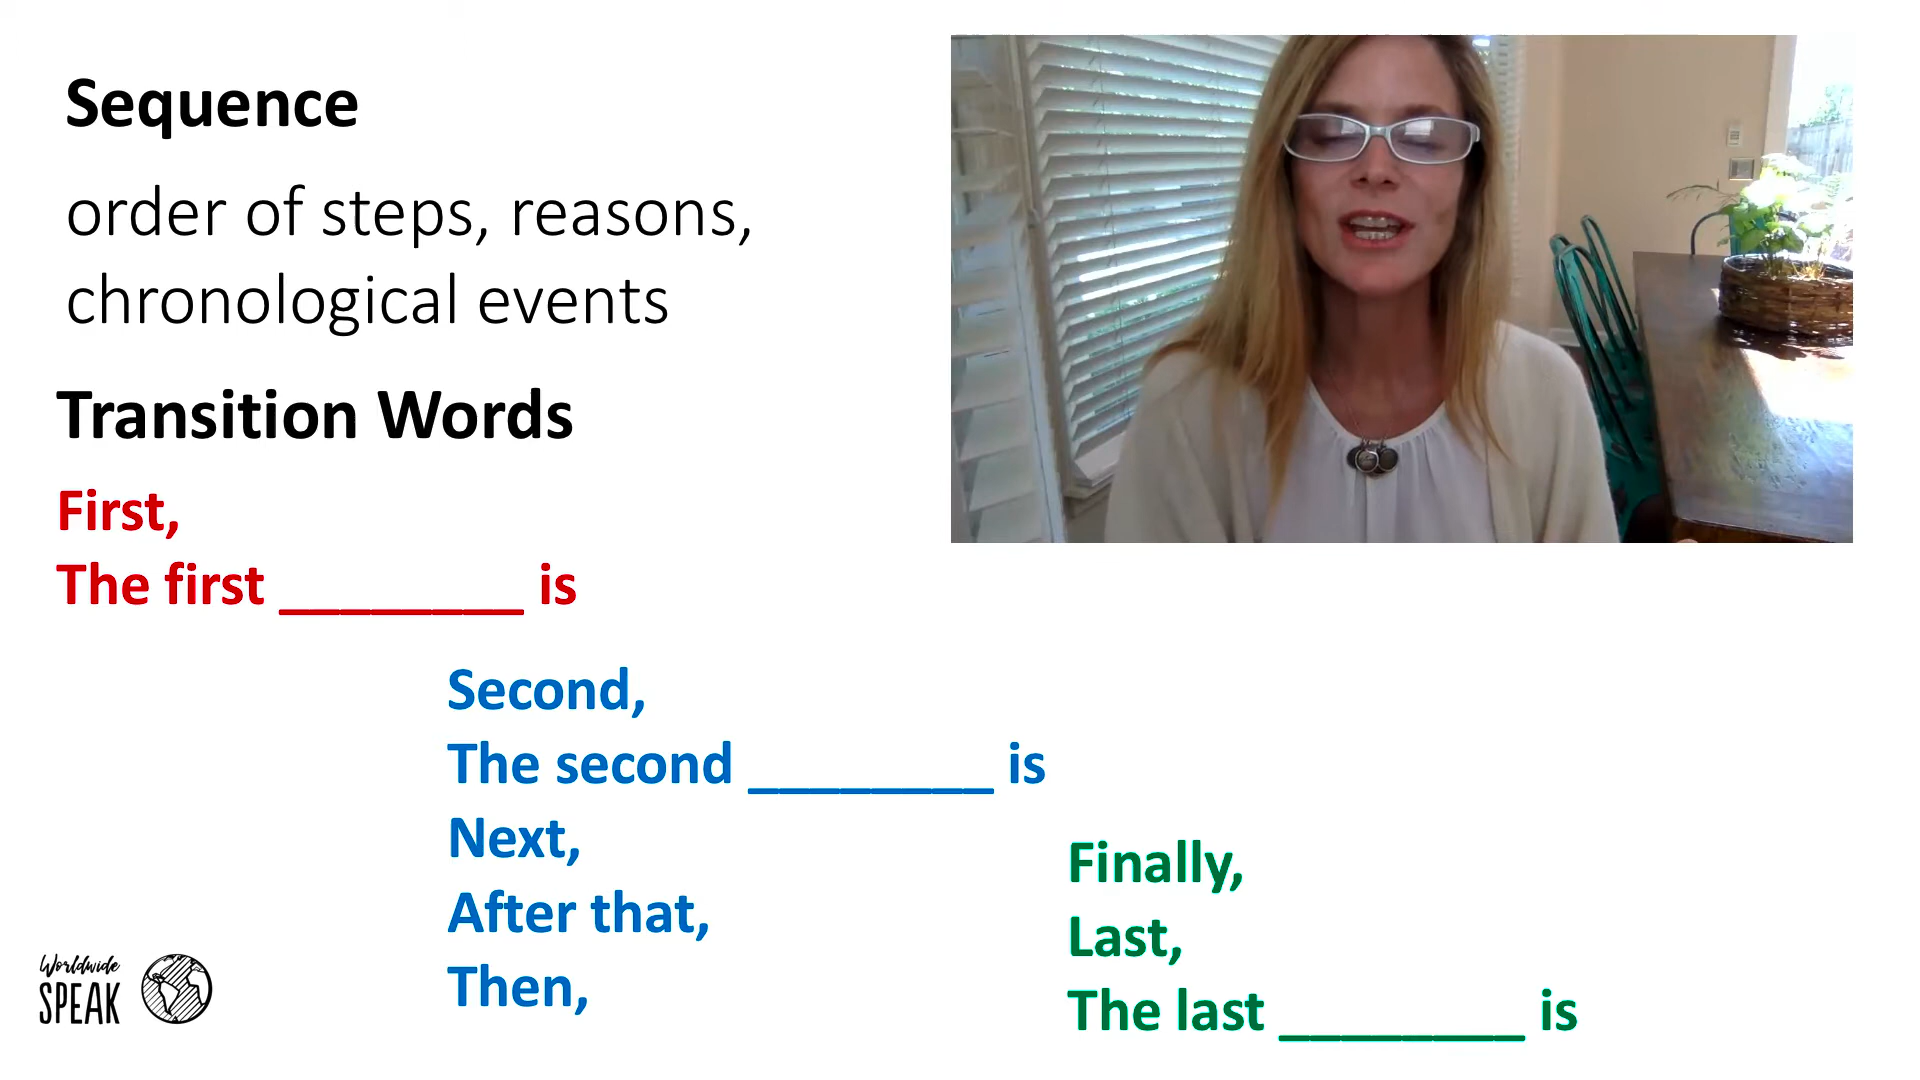 Sequence
order of steps, reasons,
chronological events
Transition Words
First,
The first ________ is
Second,
The second ________ is
Next,
After that,
Then,
Finally,
Last,
The last ________ is
Worldwide
SPEAK